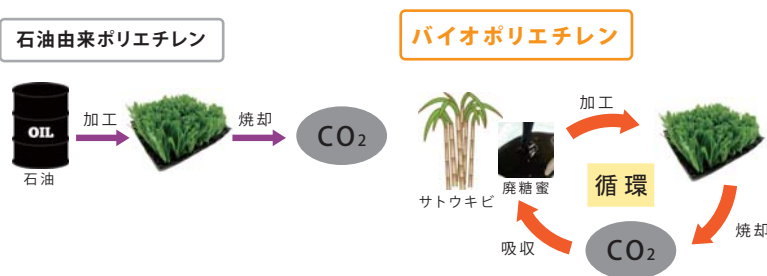 石油由来ポリエチレン
OIL
石油
加工
焼却
CO₂
バイオポリエチレン
サトウキビ
廃糖蜜
加工
循環
焼却
CO₂
吸収